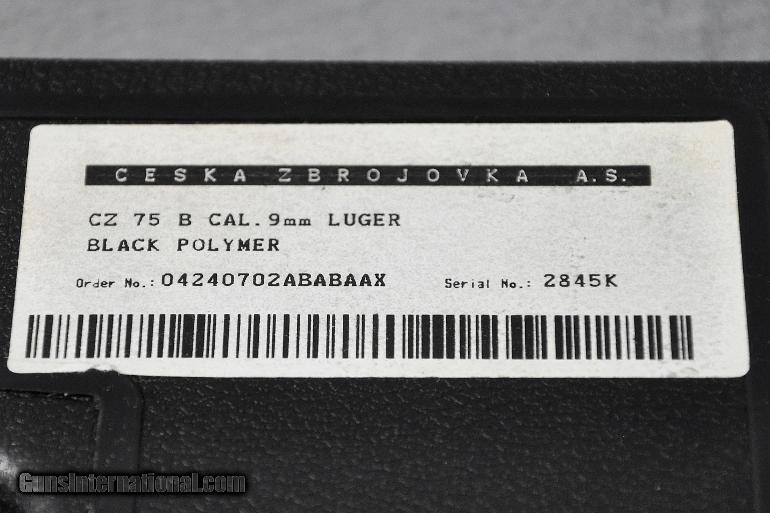 CESKA ZBROJOVKA A.S.
CZ 75 B CAL.9mm LUGER
BLACK POLYMER
Order No.: 04240702ABABAAX Serial No.: 2845K
GunsInternational.com